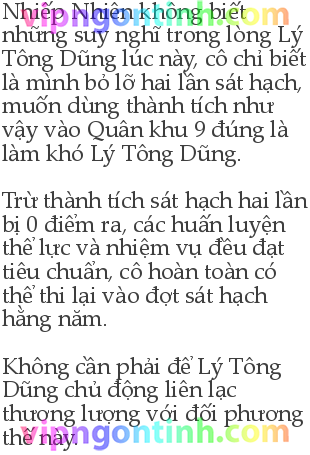 Nhiếp Nhiên không biết
vipngontinh.com
những suy nghĩ trong lòng Lý
Tông Dũng lúc này, cô chỉ biết
là mình bỏ lỡ hai lần sát hạch,
muốn dùng thành tích như
vậy vào Quân khu 9 đúng là
làm khó Lý Tông Dũng.
Trừ thành tích sát hạch hai lần
bị 0 điểm ra, các huấn luyện
thể lực và nhiệm vụ đều đạt
tiêu chuẩn, cô hoàn toàn có
thể thi lại vào đợt sát hạch
hằng năm.
Không cần phải để Lý Tông
Dũng chủ động liên lạc
thương lượng với đối phương
thế này.
vipngontinh.com